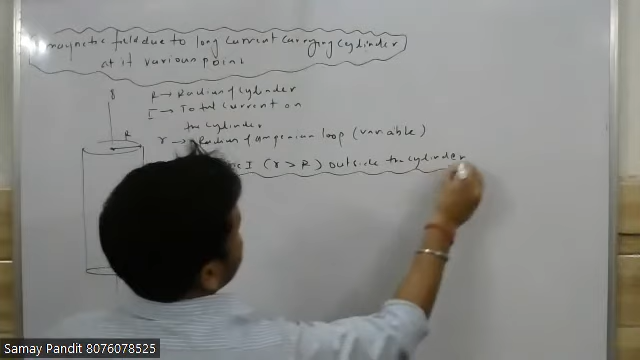 magnetic field due to long current carrying cylinder
at it various point
R → Radius of cylinder
I → Total current on
the cylinder
r → Radius of amperian loop (variable)
I (r > R) outside the cylinder
R
Samay Pandit 8076078525